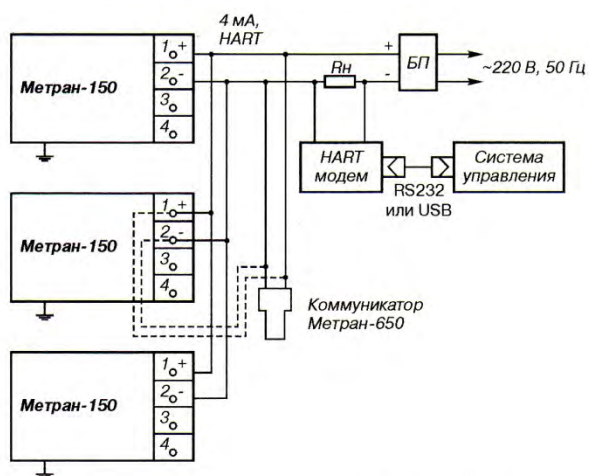 4 мА,
HART
Метран-150
1 +
2 -
3
4
+
-
Rн
БП
~220 В, 50 Гц
HART
модем
RS232
или USB
Система
управления
Метран-150
1 +
2 -
3
4
Коммуникатор
Метран-650
Метран-150
1 +
2 -
3
4